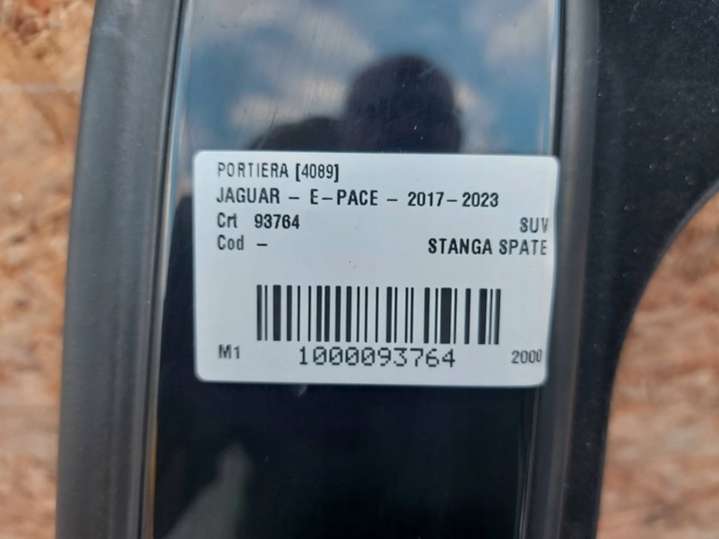 PORTIERA [4089]
JAGUAR - E-PACE - 2017-2023
Crt 93764 SUV
Cod - STANGA SPATE
M1 1000093764 2000